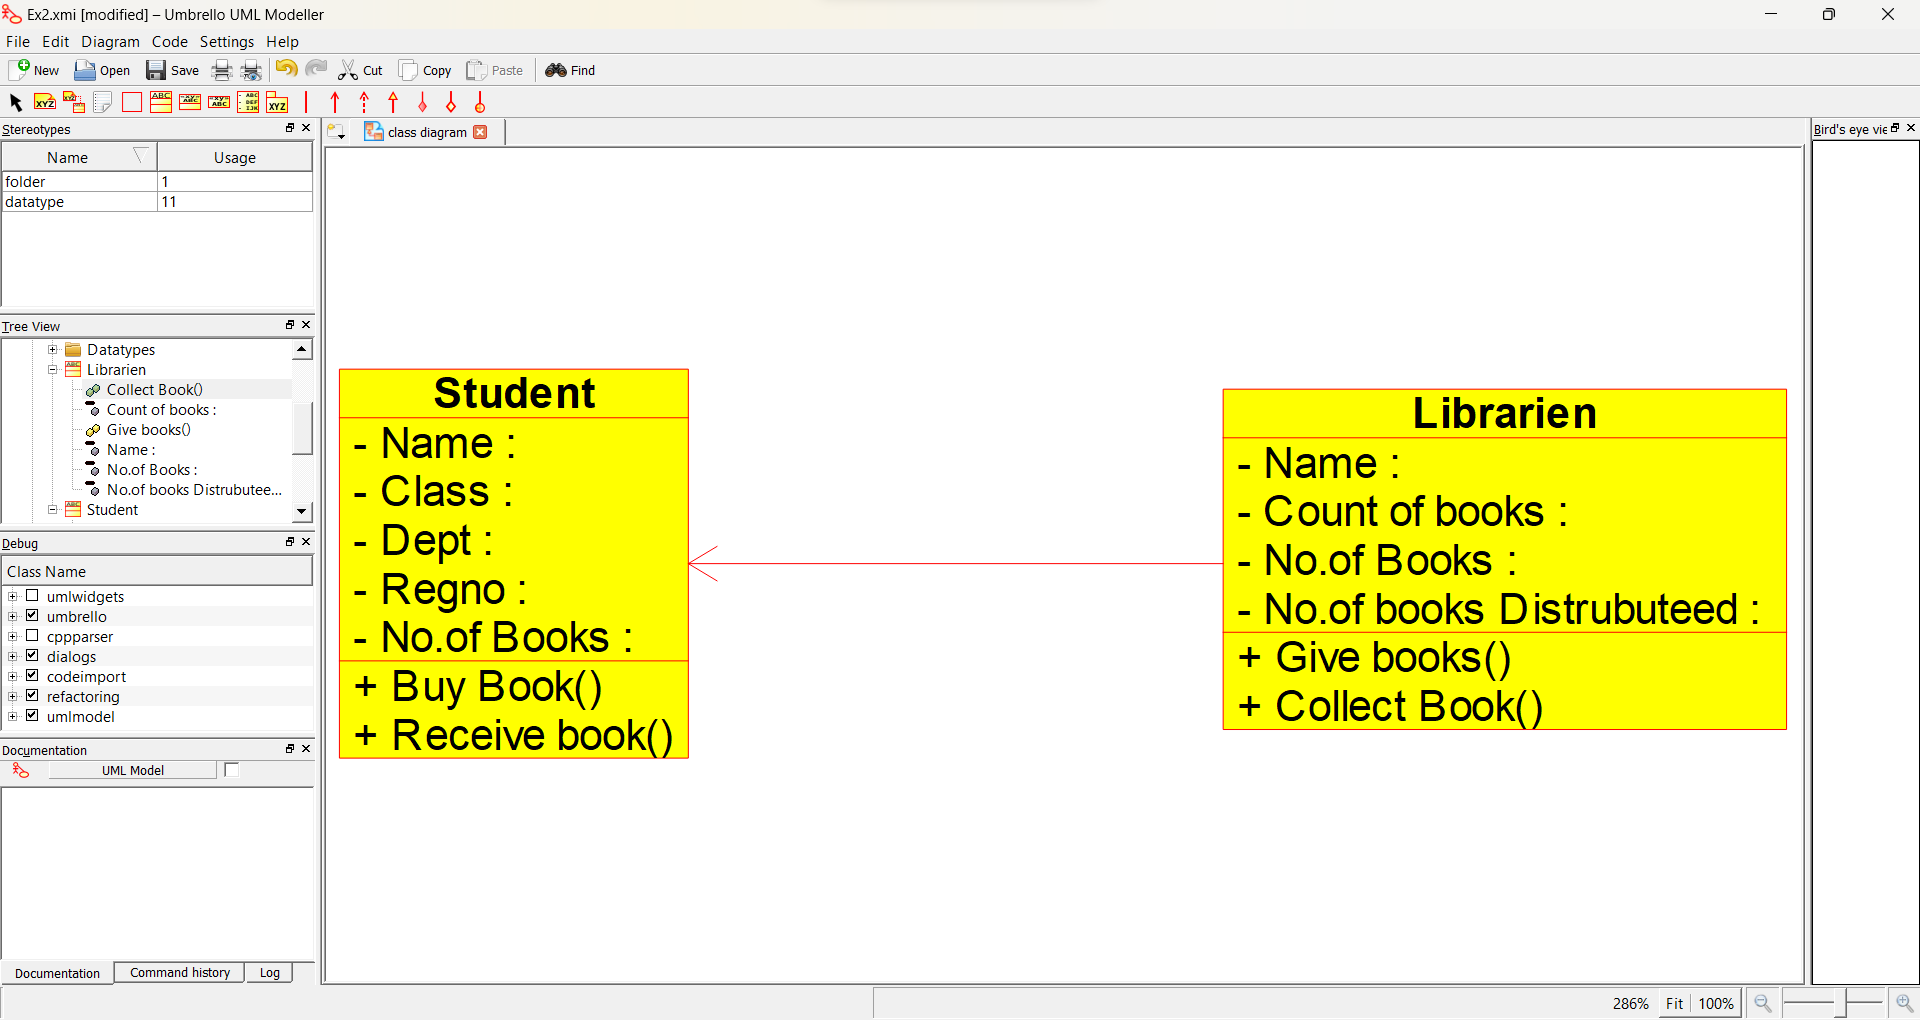 Ex2.xmi [modified] – Umbrello UML Modeller
File Edit Diagram Code Settings Help
New Open Save Cut Copy Paste Find
Stereotypes
Name Usage
folder 1
datatype 11
Tree View
Datatypes
Librarien
Collect Book()
Count of books :
Give books()
Name :
No.of Books :
No.of books Distrubutee...
Student
Debug
Class Name
umlwidgets
umbrello
cppparser
dialogs
codeimport
refactoring
umlmodel
Documentation
UML Model
Documentation Command history Log
class diagram
Student
- Name :
- Class :
- Dept :
- Regno :
- No.of Books :
+ Buy Book()
+ Receive book()
Librarien
- Name :
- Count of books :
- No.of Books :
- No.of books Distrubuteed :
+ Give books()
+ Collect Book()
Bird's eye vie
286% Fit 100%